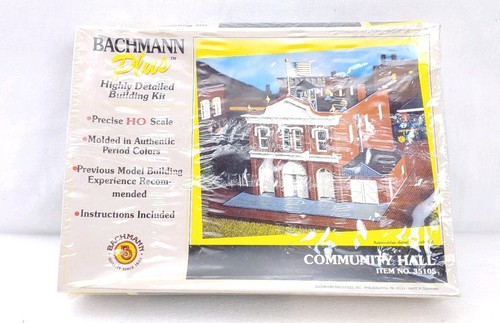 BACHMANN
Plus™
Highly Detailed
Building Kit
•Precise HO Scale
•Molded in Authentic
Period Colors
•Previous Model Building
Experience Recom-
mended
•Instructions Included
BACHMANN
COMMUNITY HALL
ITEM NO. 35105